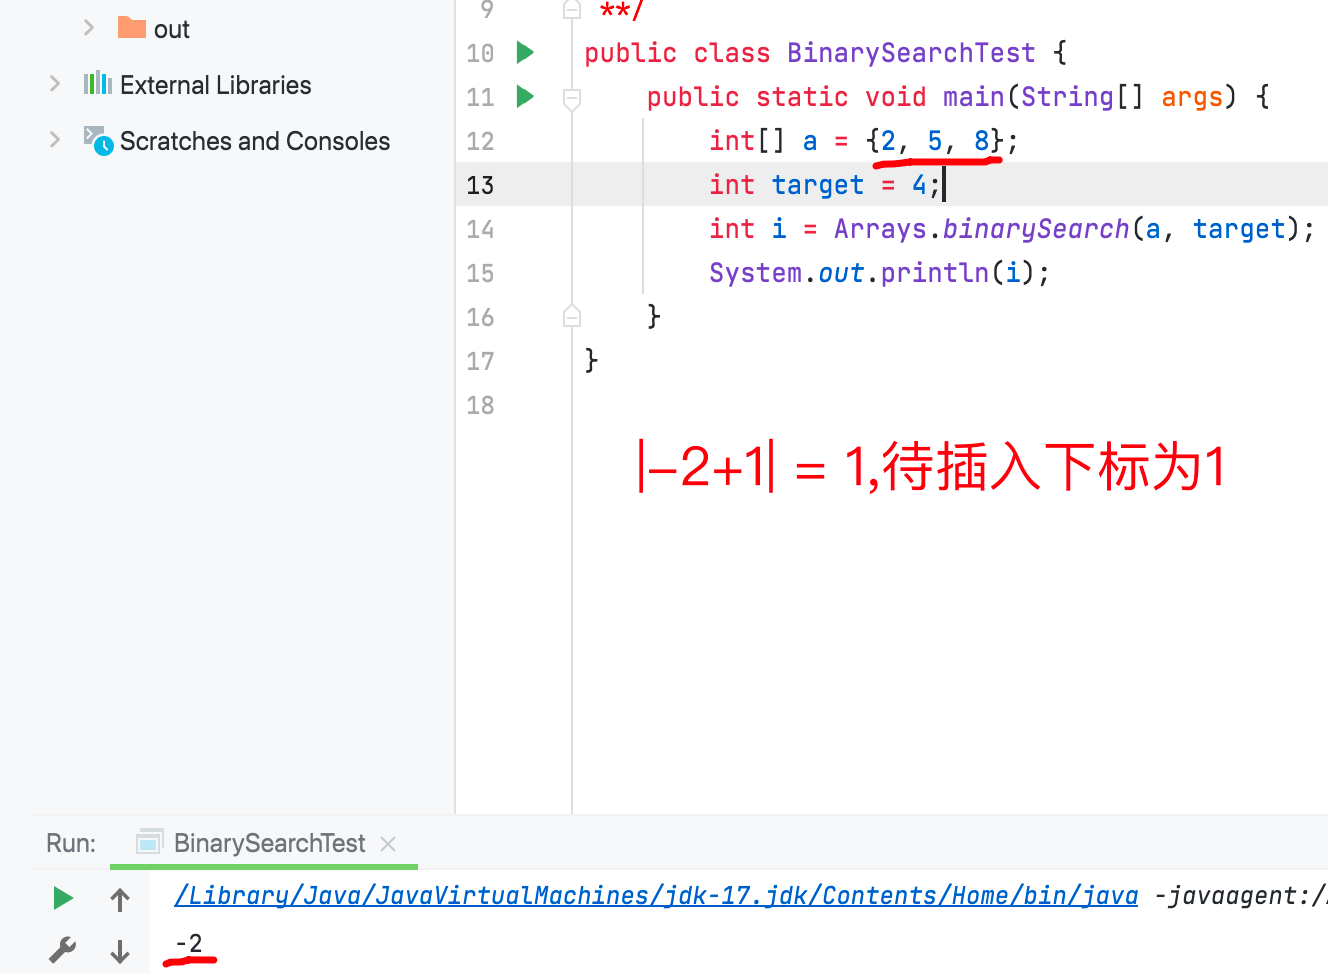 out
External Libraries
Scratches and Consoles
9 **/
10 public class BinarySearchTest {
11 public static void main(String[] args) {
12 int[] a = {2, 5, 8};
13 int target = 4;
14 int i = Arrays.binarySearch(a, target);
15 System.out.println(i);
16 }
17 }
18
|-2+1| = 1,待插入下标为1
Run: BinarySearchTest
/Library/Java/JavaVirtualMachines/jdk-17.jdk/Contents/Home/bin/java -javaagent:/
-2